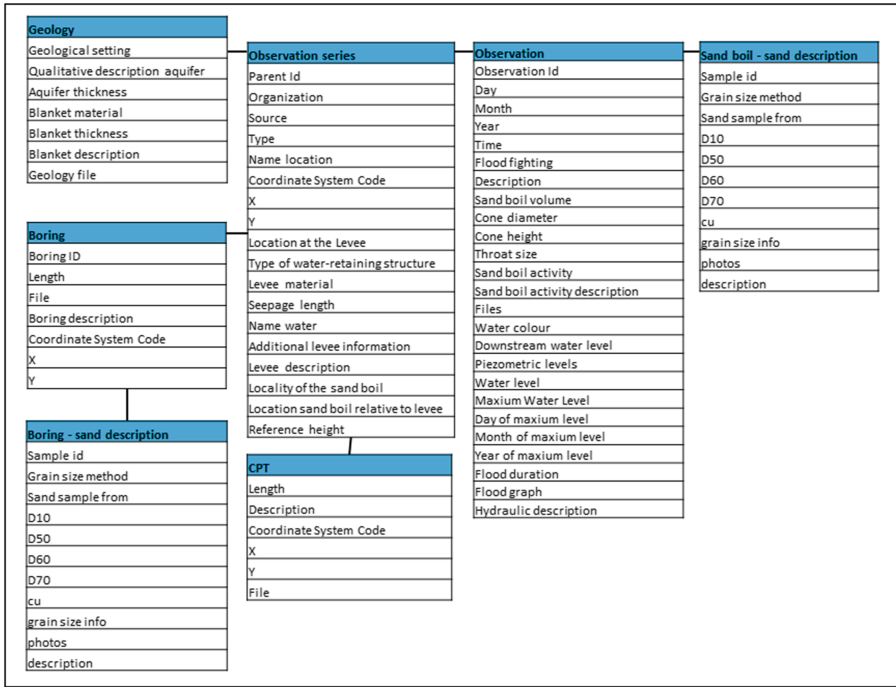 Geology
Geological setting
Qualitative description aquifer
Aquifer thickness
Blanket material
Blanket thickness
Blanket description
Geology file
Boring
Boring ID
Length
File
Boring description
Coordinate System Code
X
Y
Boring - sand description
Sample id
Grain size method
Sand sample from
D10
D50
D60
D70
cu
grain size info
photos
description
Observation series
Parent Id
Organization
Source
Type
Name location
Coordinate System Code
X
Y
Location at the Levee
Type of water-retaining structure
Levee material
Seepage length
Name water
Additional levee information
Levee description
Locality of the sand boil
Location sand boil relative to levee
Reference height
CPT
Length
Description
Coordinate System Code
X
Y
File
Observation
Observation Id
Day
Month
Year
Time
Flood fighting
Description
Sand boil volume
Cone diameter
Cone height
Throat size
Sand boil activity
Sand boil activity description
Files
Water colour
Downstream water level
Piezometric levels
Water level
Maxium Water Level
Day of maxium level
Month of maxium level
Year of maxium level
Flood duration
Flood graph
Hydraulic description
Sand boil - sand description
Sample id
Grain size method
Sand sample from
D10
D50
D60
D70
cu
grain size info
photos
description